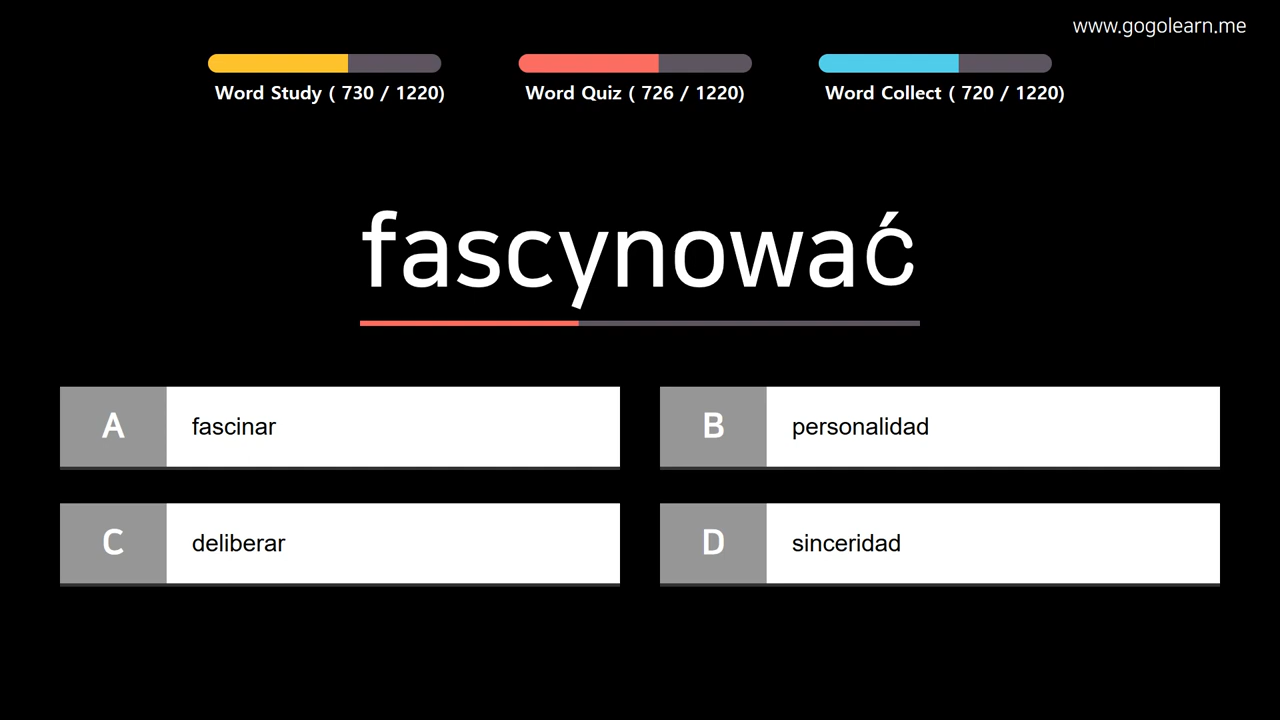 www.gogolearn.me
Word Study ( 730 / 1220)
Word Quiz ( 726 / 1220)
Word Collect ( 720 / 1220)
fascynować
A fascinar
B personalidad
C deliberar
D sinceridad